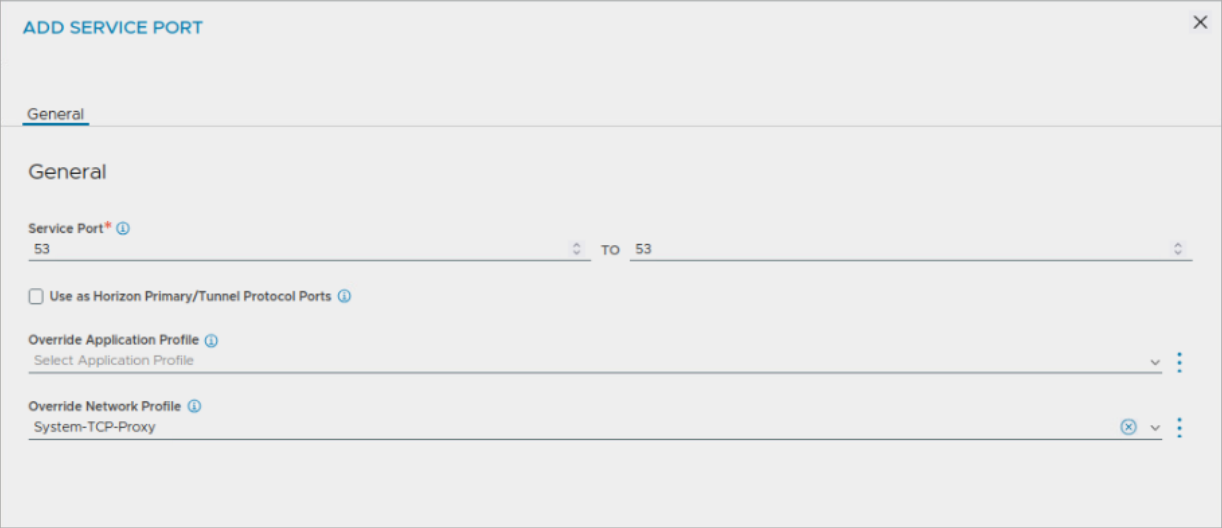 ADD SERVICE PORT
General
General
Service Port*
53 TO 53
Use as Horizon Primary/Tunnel Protocol Ports
Override Application Profile
Select Application Profile
Override Network Profile
System-TCP-Proxy